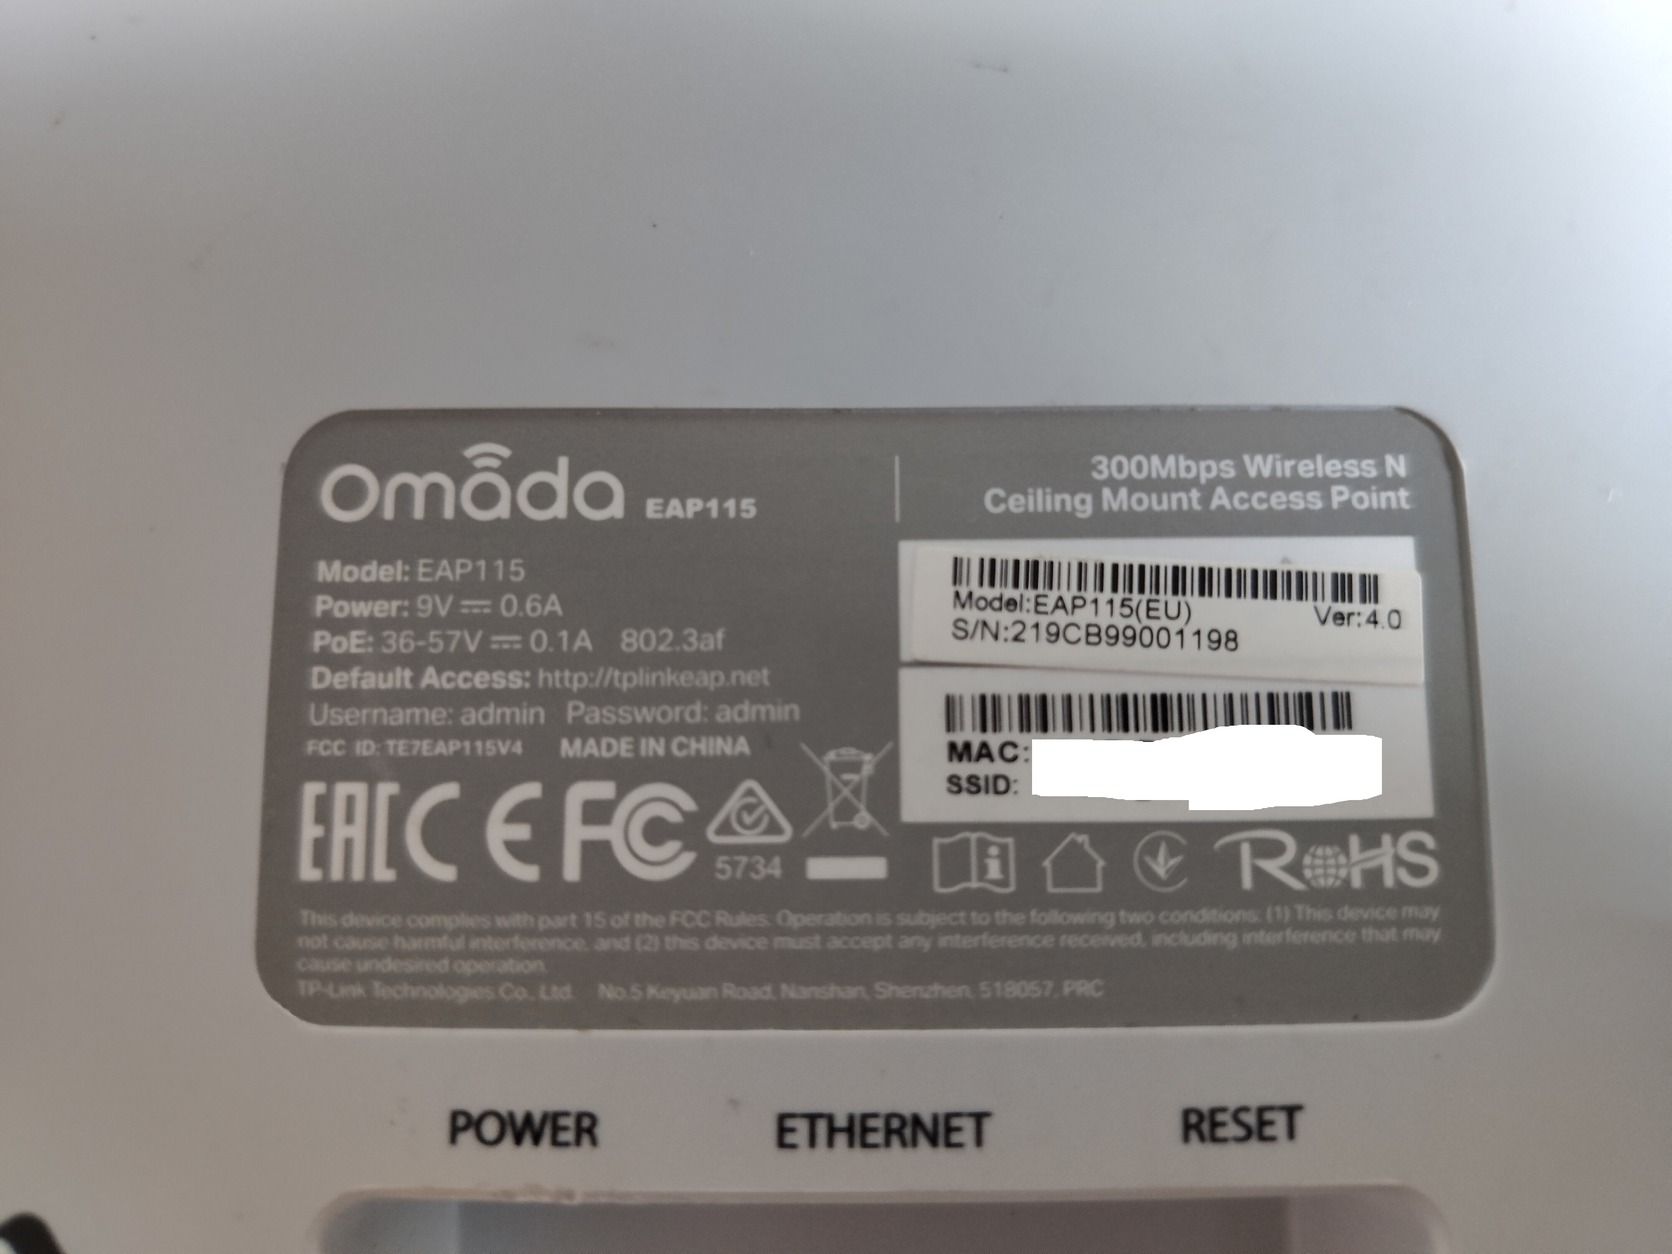 omada EAP115
300Mbps Wireless N
Ceiling Mount Access Point
Model: EAP115
Power: 9V 0.6A
PoE: 36-57V 0.1A 802.3af
Default Access: http://tplinkeap.net
Username: admin Password: admin
FCC ID: TE7EAP115V4 MADE IN CHINA
Model:EAP115(EU) Ver:4.0
S/N:219CB99001198
MAC:
SSID:
EAC CE FC
5734
RoHS
This device complies with part 15 of the FCC Rules. Operation is subject to the following two conditions: (1) This device may
not cause harmful interference, and (2) this device must accept any interference received, including interference that may
cause undesired operation.
TP-Link Technologies Co., Ltd. No.5 Keyuan Road, Nanshan, Shenzhen, 518057, PRC
POWER ETHERNET RESET